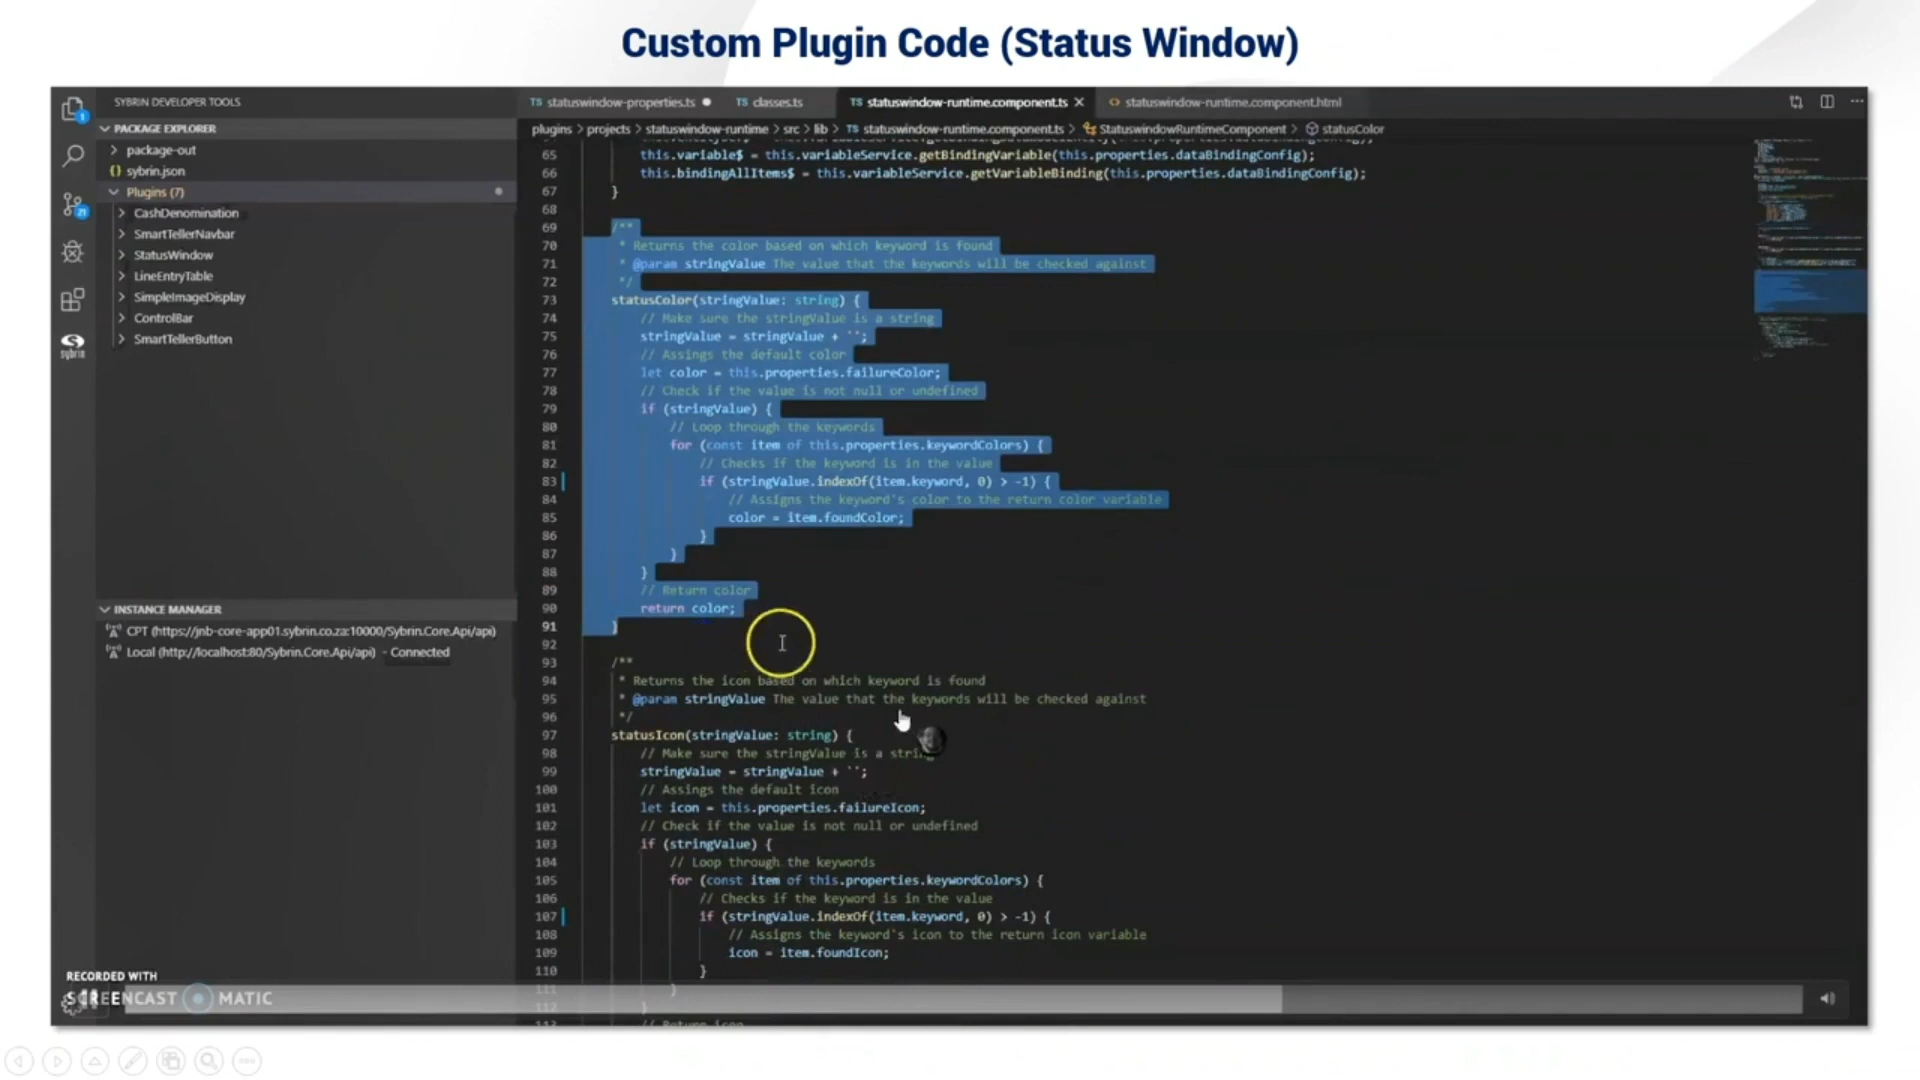 Custom Plugin Code (Status Window)
SYBRIN DEVELOPER TOOLS
PACKAGE EXPLORER
package-out
{} sybrin.json
Plugins (7)
CashDenomination
SmartTellerNavbar
StatusWindow
LineEntryTable
SimpleImageDisplay
ControlBar
SmartTellerButton
INSTANCE MANAGER
CPT (https://jnb-core-app01.sybrin.co.za:10000/Sybrin.Core.Api/api)
Local (http://localhost:80/Sybrin.Core.Api/api) - Connected
1
21
sybrin
TS statuswindow-properties.ts
TS classes.ts
TS statuswindow-runtime.component.ts
<> statuswindow-runtime.component.html
plugins > projects > statuswindow-runtime > src > lib > TS statuswindow-runtime.component.ts > StatuswindowRuntimeComponent > statusColor
65 this.variable$ = this.variableService.getBindingVariable(this.properties.dataBindingConfig);
66 this.bindingAllItems$ = this.variableService.getVariableBinding(this.properties.dataBindingConfig);
67 }
68
69 /**
70 * Returns the color based on which keyword is found
71 * @param stringValue The value that the keywords will be checked against
72 */
73 statusColor(stringValue: string) {
74 // Make sure the stringValue is a string
75 stringValue = stringValue + ``;
76 // Assings the default color
77 let color = this.properties.failureColor;
78 // Check if the value is not null or undefined
79 if (stringValue) {
80 // Loop through the keywords
81 for (const item of this.properties.keywordColors) {
82 // Checks if the keyword is in the value
83 if (stringValue.indexOf(item.keyword, 0) > -1) {
84 // Assigns the keyword's color to the return color variable
85 color = item.foundColor;
86 }
87 }
88 }
89 // Return color
90 return color;
91 }
92
93 /**
94 * Returns the icon based on which keyword is found
95 * @param stringValue The value that the keywords will be checked against
96 */
97 statusIcon(stringValue: string) {
98 // Make sure the stringValue is a string
99 stringValue = stringValue + ``;
100 // Assings the default icon
101 let icon = this.properties.failureIcon;
102 // Check if the value is not null or undefined
103 if (stringValue) {
104 // Loop through the keywords
105 for (const item of this.properties.keywordColors) {
106 // Checks if the keyword is in the value
107 if (stringValue.indexOf(item.keyword, 0) > -1) {
108 // Assigns the keyword's icon to the return icon variable
109 icon = item.foundIcon;
110 }
111 }
112 }
113 // Return icon
RECORDED WITH
SCREENCAST MATIC